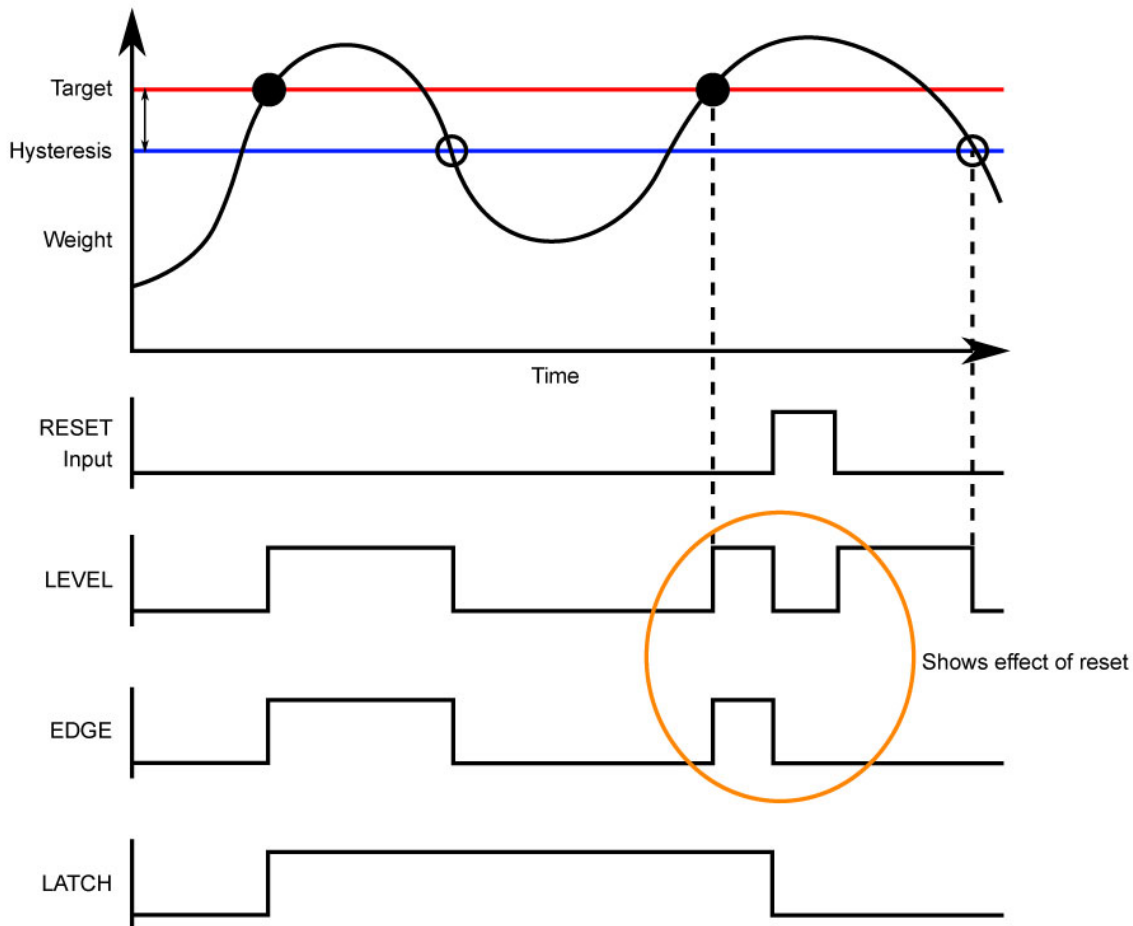 Target
Hysteresis
Weight
Time
RESET
Input
LEVEL
Shows effect of reset
EDGE
LATCH